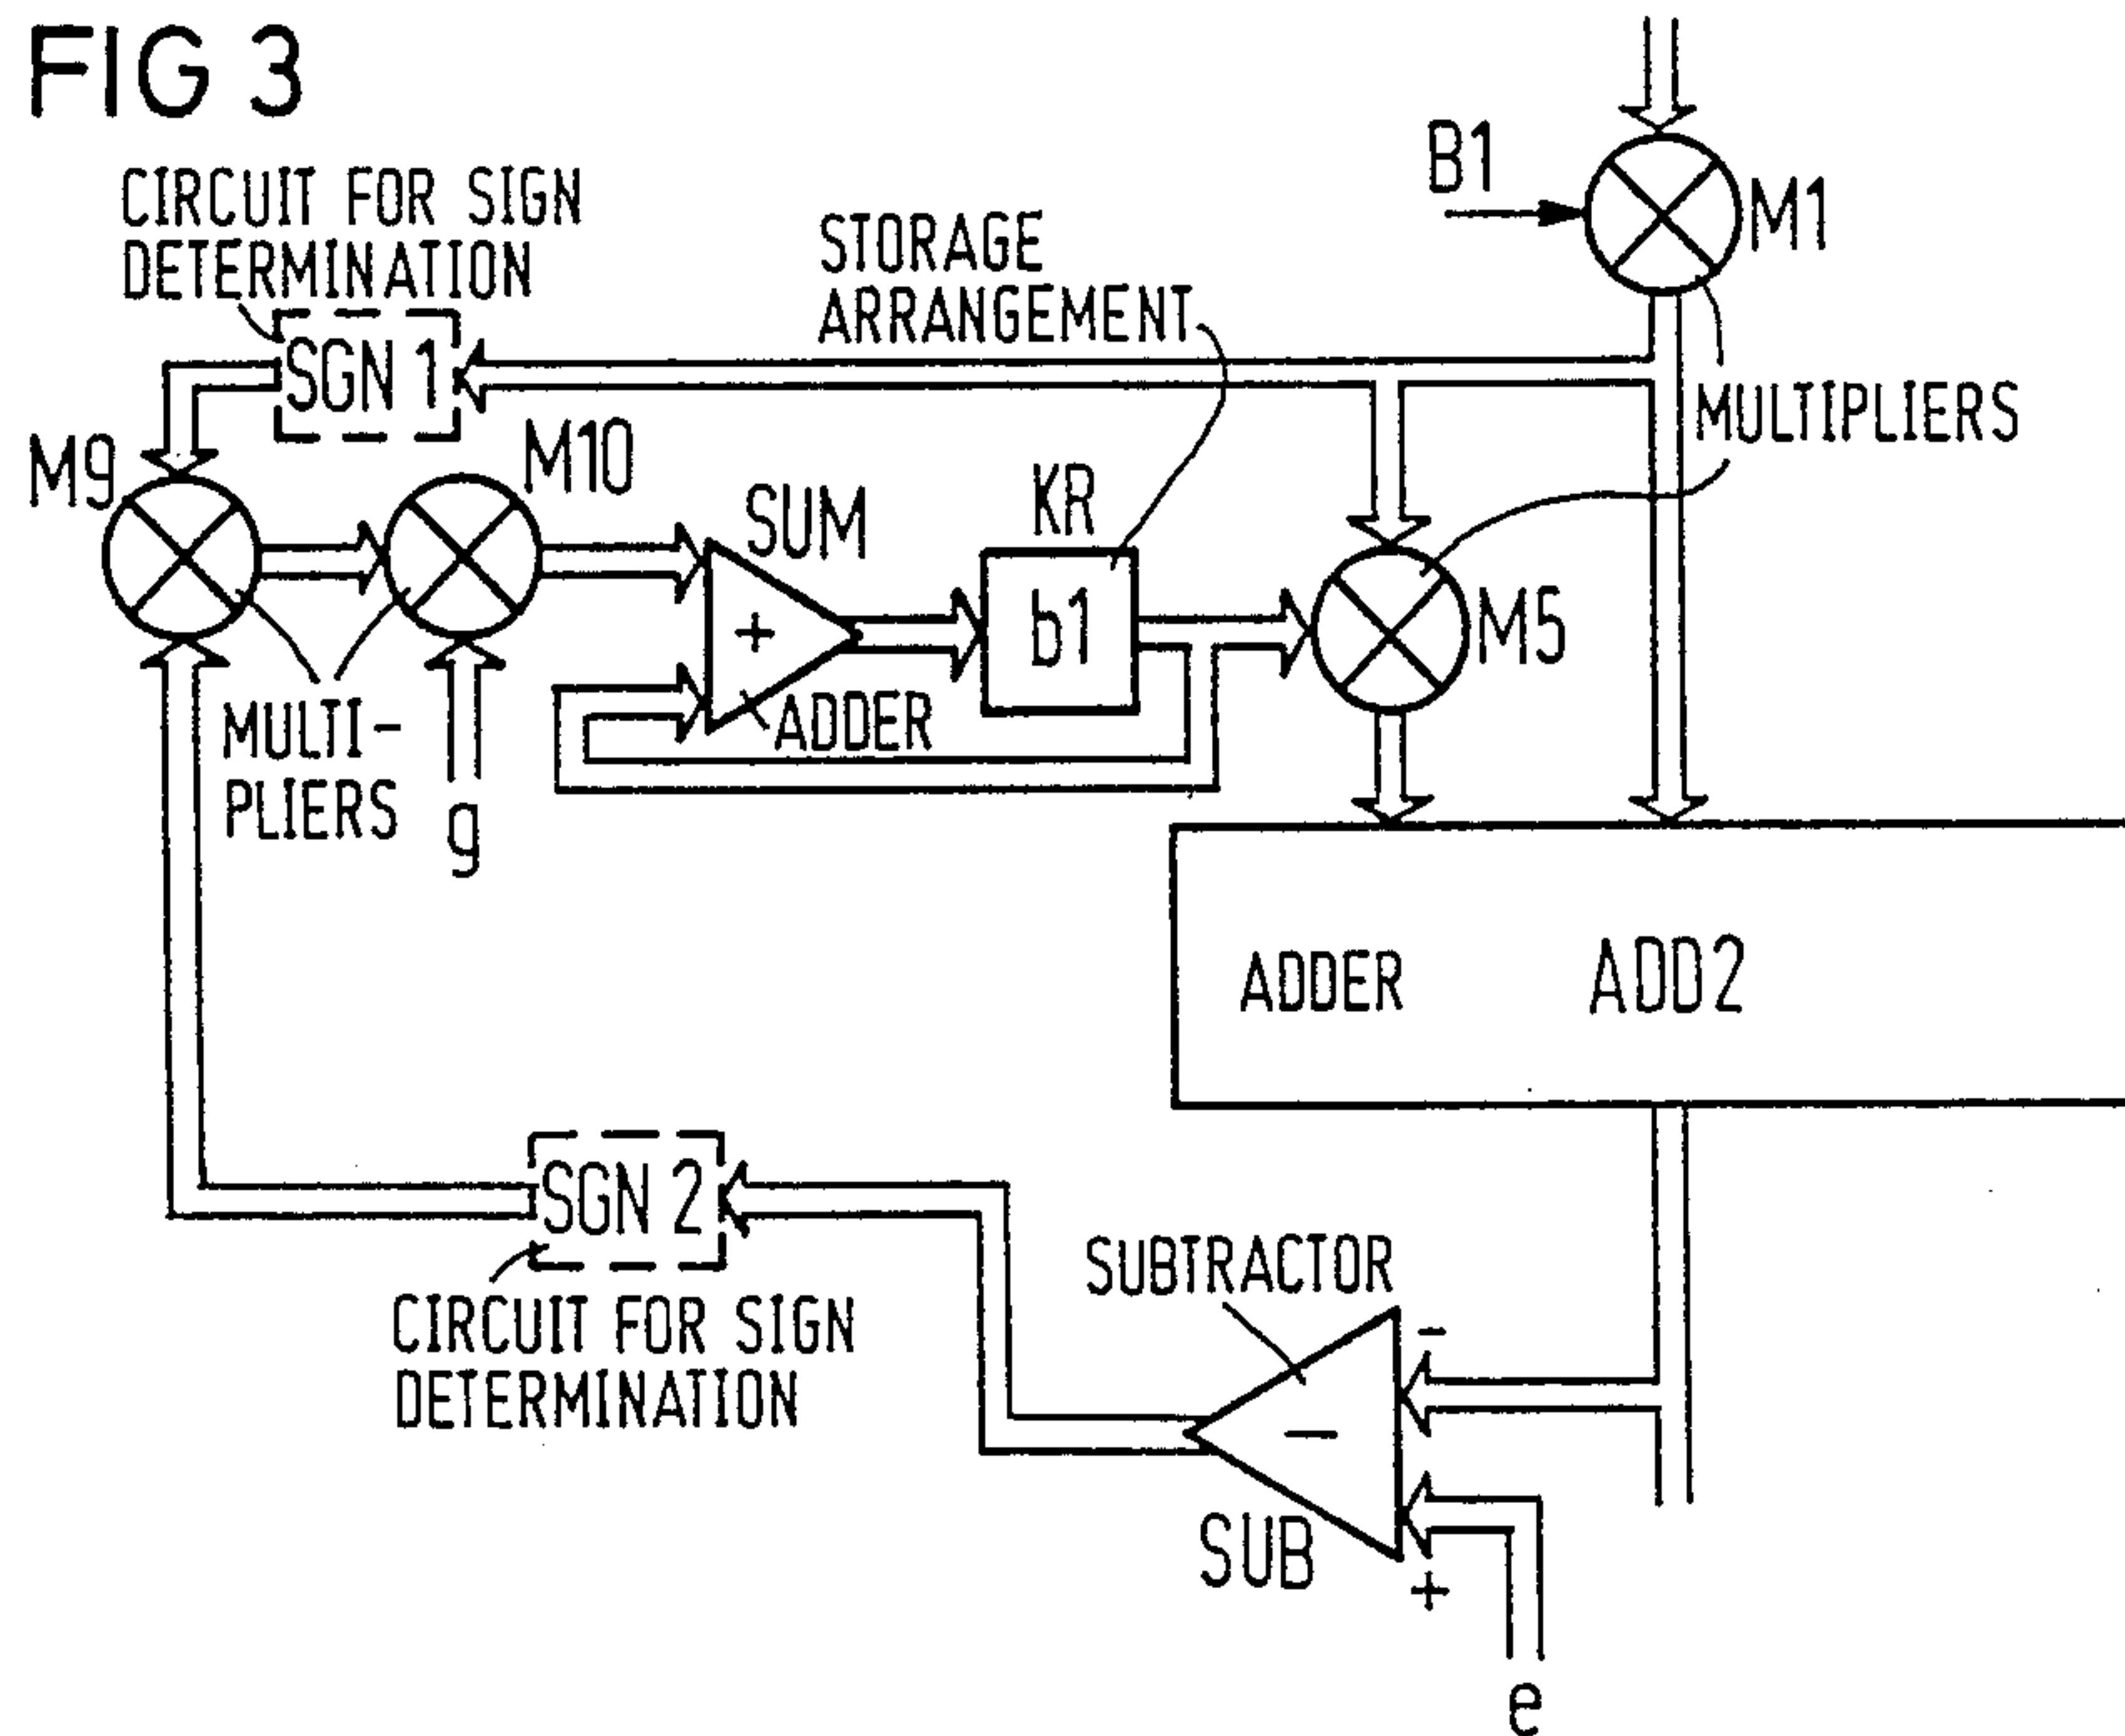 FIG 3
B1
M1
CIRCUIT FOR SIGN
DETERMINATION
STORAGE
ARRANGEMENT
SGN 1
MULTIPLIERS
M9
M10
SUM
KR
+
b1
M5
ADDER
MULTI-
PLIERS
g
ADDER
ADD2
SGN 2
CIRCUIT FOR SIGN
DETERMINATION
SUBTRACTOR
-
-
SUB
+
e